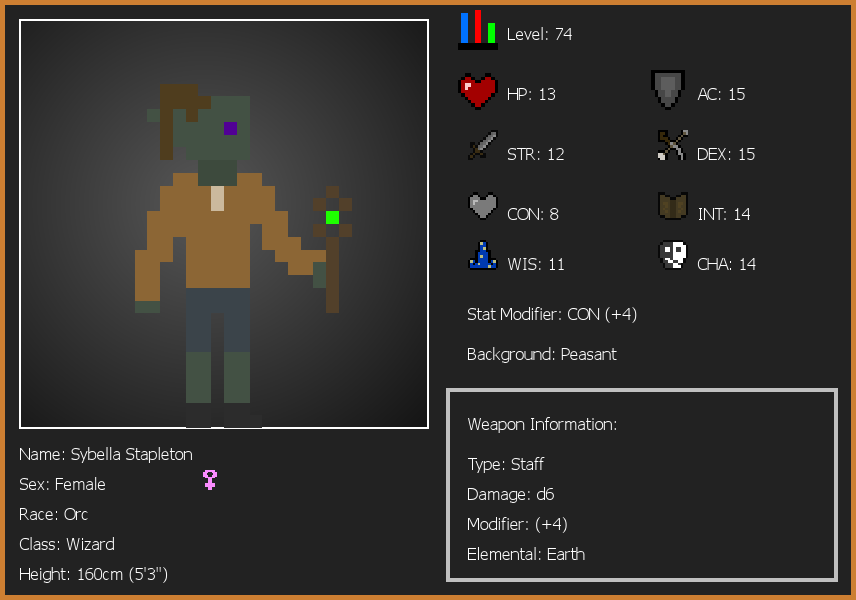 Level: 74
HP: 13
AC: 15
STR: 12
DEX: 15
CON: 8
INT: 14
WIS: 11
CHA: 14
Stat Modifier: CON (+4)
Background: Peasant
Weapon Information:
Type: Staff
Damage: d6
Modifier: (+4)
Elemental: Earth
Name: Sybella Stapleton
Sex: Female
Race: Orc
Class: Wizard
Height: 160cm (5'3")